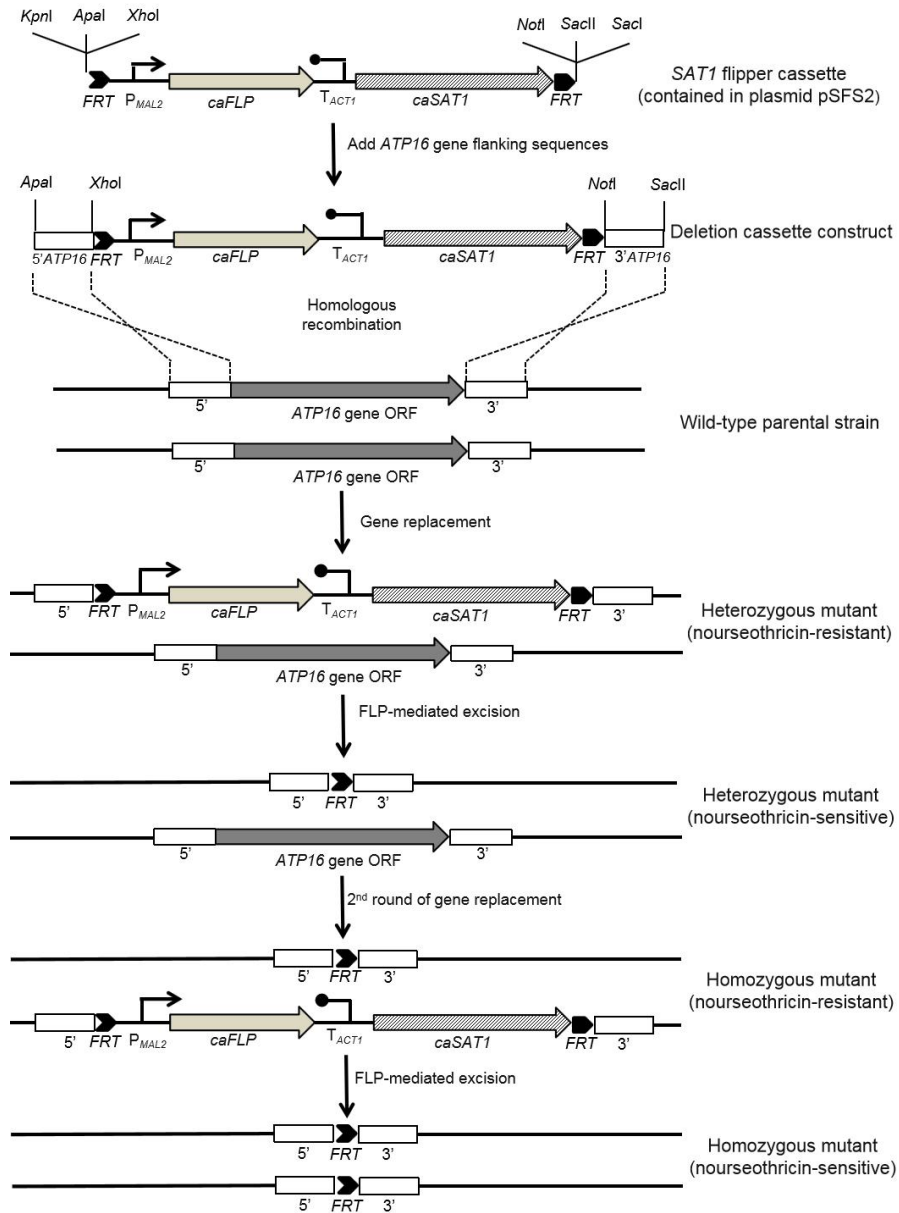 KpnI ApaI XhoI
NotI SacII SacI
FRT PMAL2 caFLP TACT1 caSAT1 FRT
SAT1 flipper cassette
(contained in plasmid pSFS2)
Add ATP16 gene flanking sequences
ApaI XhoI NotI SacII
5'ATP16 FRT PMAL2 caFLP TACT1 caSAT1 FRT 3'ATP16
Deletion cassette construct
Homologous
recombination
5' ATP16 gene ORF 3'
Wild-type parental strain
5' ATP16 gene ORF 3'
Gene replacement
5' FRT PMAL2 caFLP TACT1 caSAT1 FRT 3'
Heterozygous mutant
(nourseothricin-resistant)
5' ATP16 gene ORF 3'
FLP-mediated excision
5' FRT 3'
Heterozygous mutant
(nourseothricin-sensitive)
5' ATP16 gene ORF 3'
2nd round of gene replacement
5' FRT 3'
Homozygous mutant
(nourseothricin-resistant)
5' FRT PMAL2 caFLP TACT1 caSAT1 FRT 3'
FLP-mediated excision
5' FRT 3'
Homozygous mutant
(nourseothricin-sensitive)
5' FRT 3'